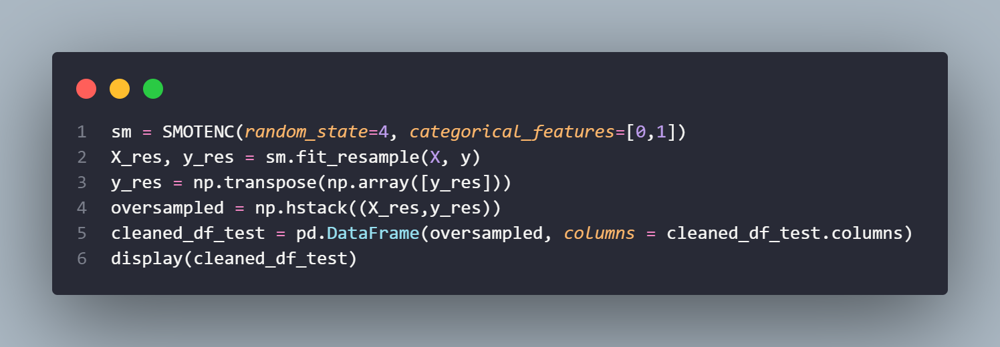 1 sm = SMOTENC(random_state=4, categorical_features=[0,1])
2 X_res, y_res = sm.fit_resample(X, y)
3 y_res = np.transpose(np.array([y_res]))
4 oversampled = np.hstack((X_res,y_res))
5 cleaned_df_test = pd.DataFrame(oversampled, columns = cleaned_df_test.columns)
6 display(cleaned_df_test)